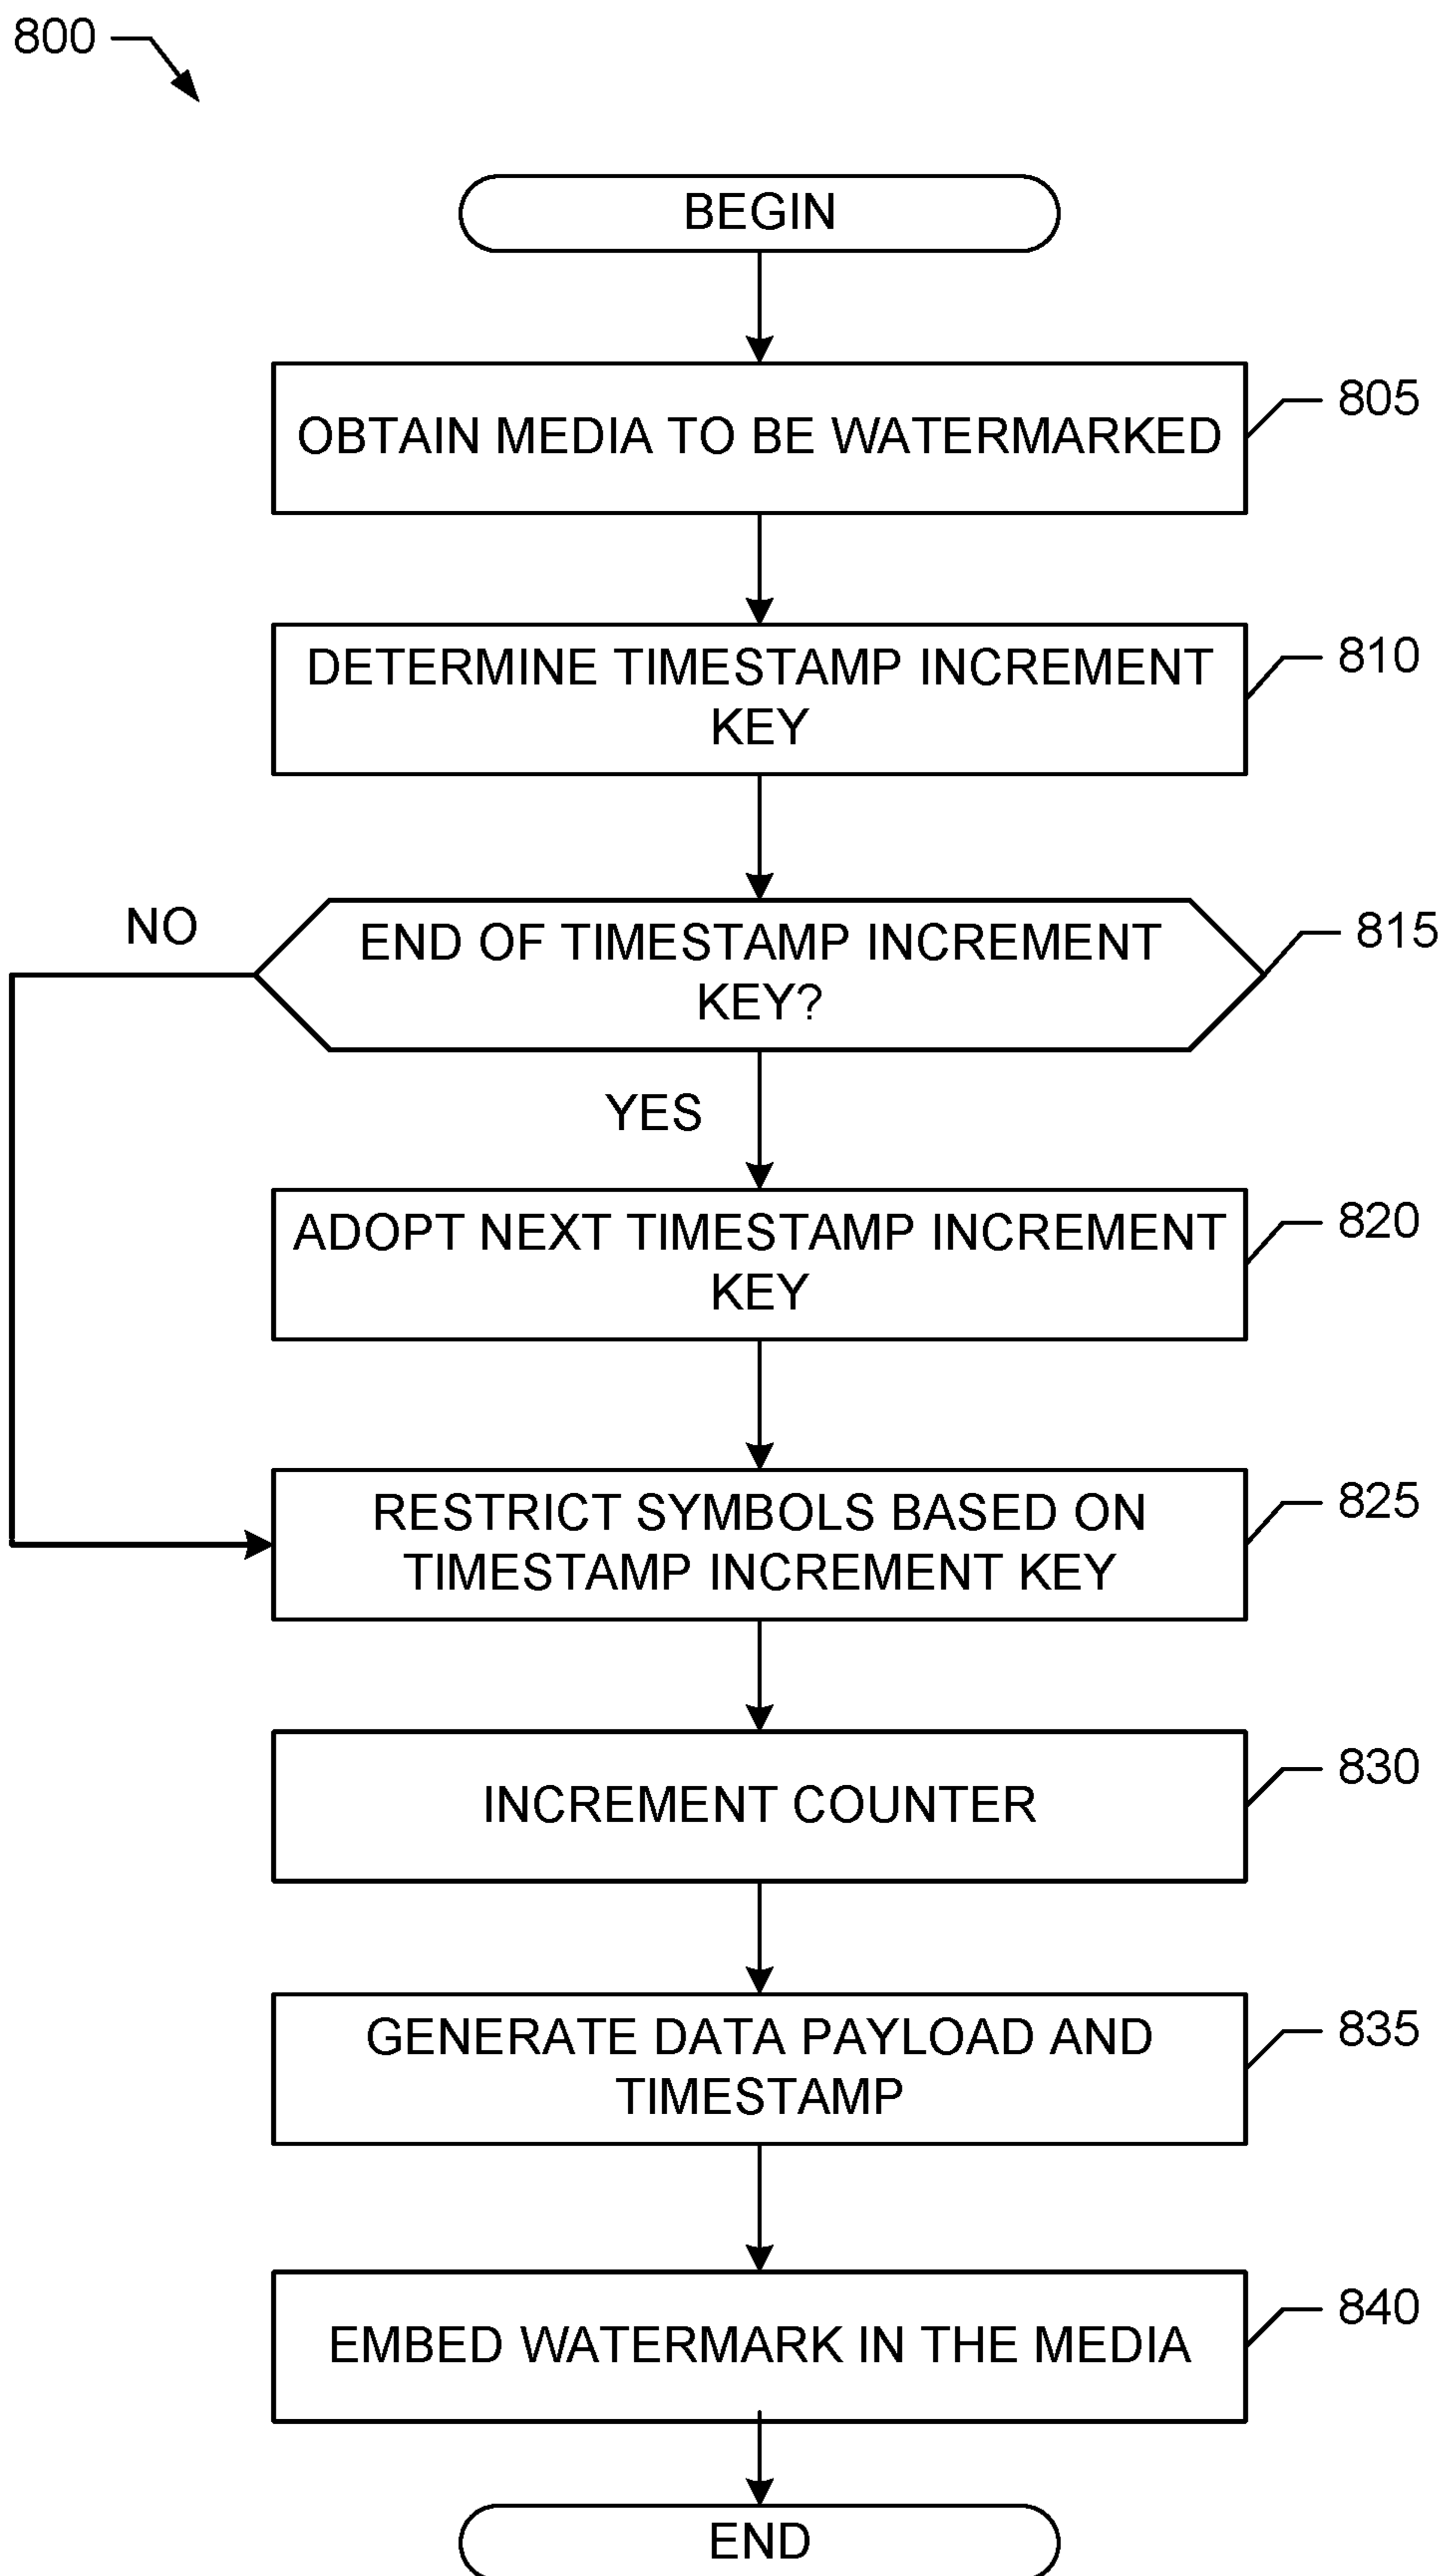 800
BEGIN
OBTAIN MEDIA TO BE WATERMARKED
805
DETERMINE TIMESTAMP INCREMENT
KEY
810
NO
END OF TIMESTAMP INCREMENT
KEY?
815
YES
ADOPT NEXT TIMESTAMP INCREMENT
KEY
820
RESTRICT SYMBOLS BASED ON
TIMESTAMP INCREMENT KEY
825
INCREMENT COUNTER
830
GENERATE DATA PAYLOAD AND
TIMESTAMP
835
EMBED WATERMARK IN THE MEDIA
840
END